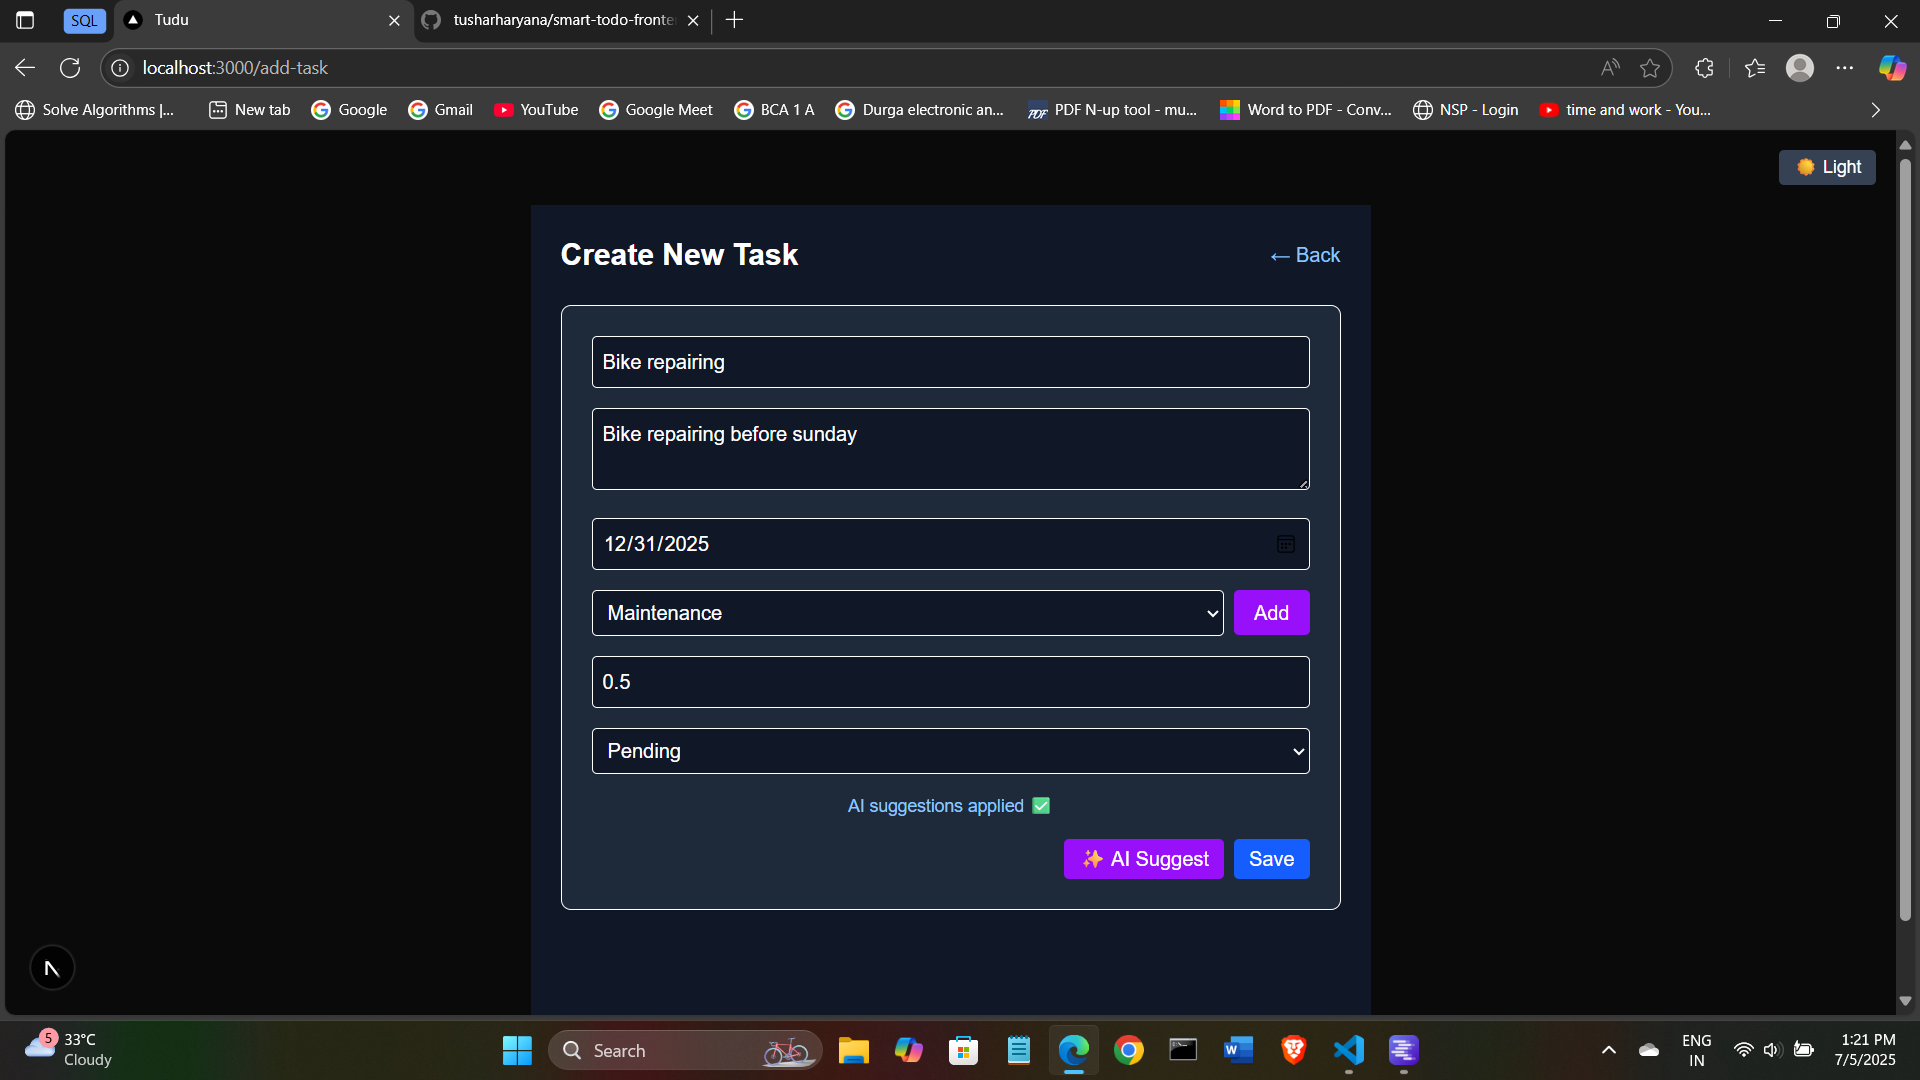 SQL
Tudu
tusharharyana/smart-todo-fronte
localhost:3000/add-task
Solve Algorithms |...
New tab
Google
Gmail
YouTube
Google Meet
BCA 1 A
Durga electronic an...
PDF
PDF N-up tool - mu...
Word to PDF - Conv...
NSP - Login
time and work - You...
Light
Create New Task
← Back
Bike repairing
Bike repairing before sunday
12/31/2025
Maintenance
Add
0.5
Pending
AI suggestions applied ✅
✨ AI Suggest
Save
N
5
33°C
Cloudy
Search
W
ENG
IN
1:21 PM
7/5/2025